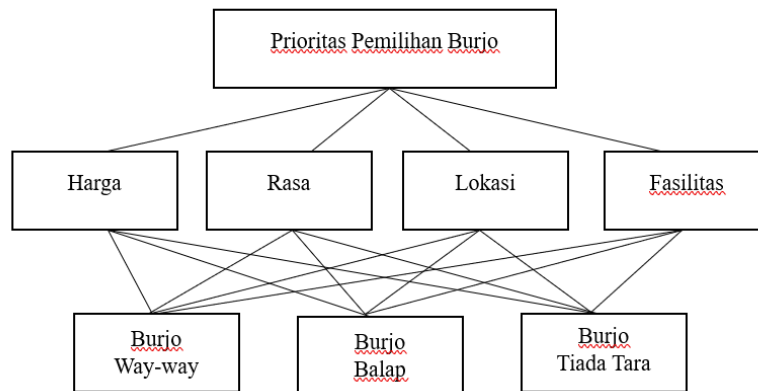 Prioritas Pemilihan Burjo
Harga
Rasa
Lokasi
Fasilitas
Burjo
Way-way
Burjo
Balap
Burjo
Tiada Tara